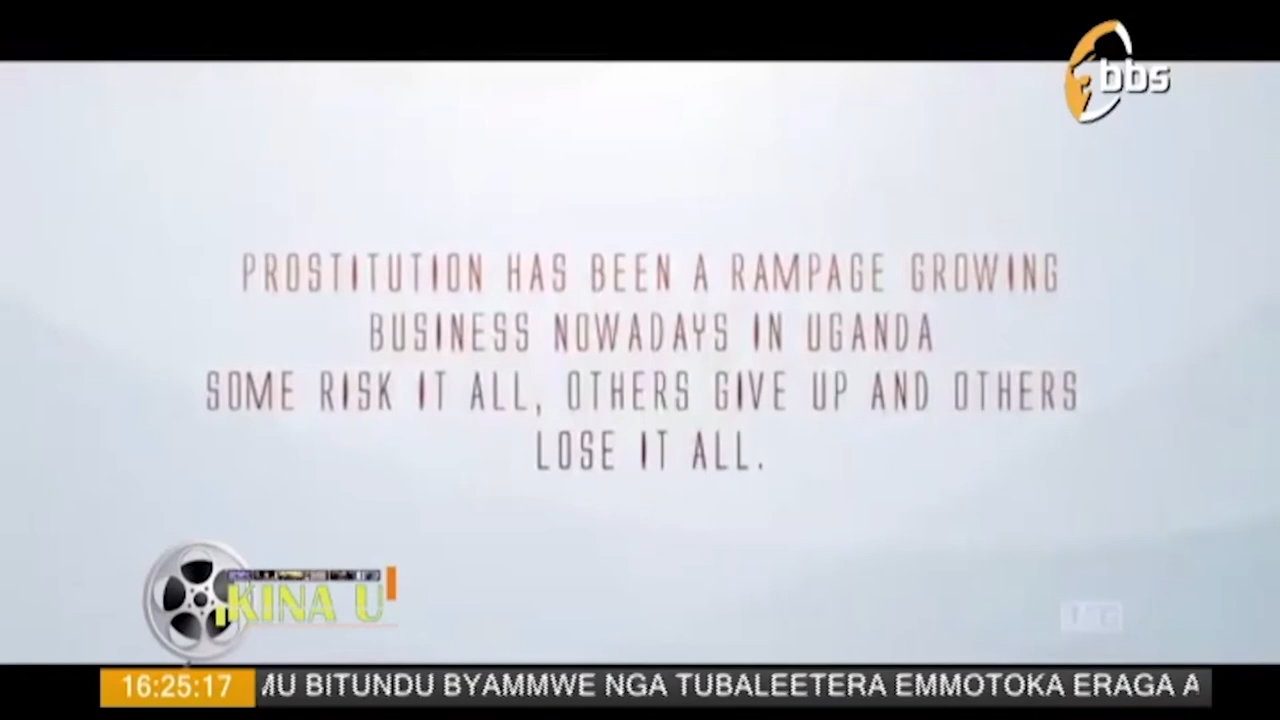 bbs
PROSTITUTION HAS BEEN A RAMPAGE GROWING
BUSINESS NOWADAYS IN UGANDA
SOME RISK IT ALL, OTHERS GIVE UP AND OTHERS
LOSE IT ALL.
KINA U
16:25:17 MU BITUNDU BYAMMWE NGA TUBALEETERA EMMOTOKA ERAGA A